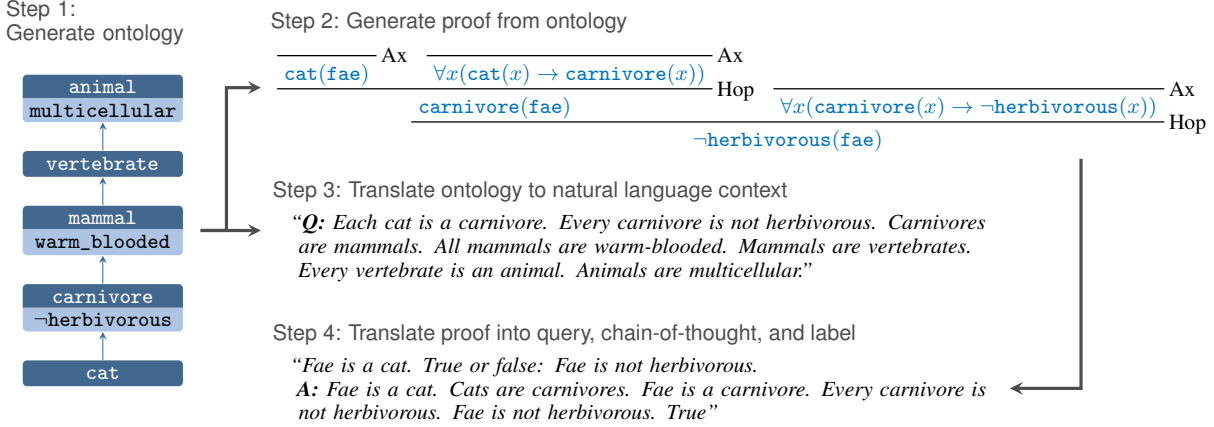 Step 1:
Generate ontology
animal
multicellular
vertebrate
mammal
warm_blooded
carnivore
¬herbivorous
cat
Step 2: Generate proof from ontology
Ax
Ax
cat(fae)
∀x(cat(x) → carnivore(x))
Hop
Ax
carnivore(fae)
∀x(carnivore(x) → ¬herbivorous(x))
Hop
¬herbivorous(fae)
Step 3: Translate ontology to natural language context
“Q: Each cat is a carnivore. Every carnivore is not herbivorous. Carnivores
are mammals. All mammals are warm-blooded. Mammals are vertebrates.
Every vertebrate is an animal. Animals are multicellular.”
Step 4: Translate proof into query, chain-of-thought, and label
“Fae is a cat. True or false: Fae is not herbivorous.
A: Fae is a cat. Cats are carnivores. Fae is a carnivore. Every carnivore is
not herbivorous. Fae is not herbivorous. True”